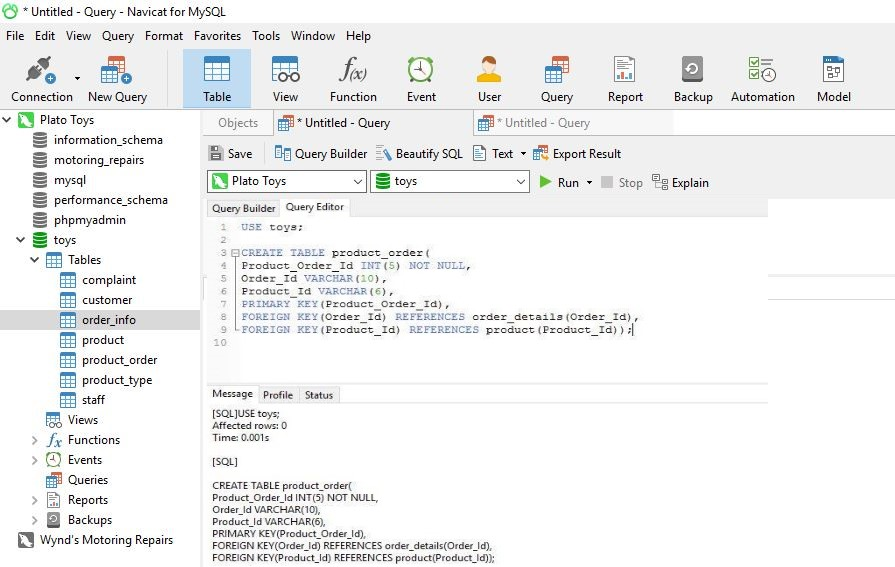 * Untitled - Query - Navicat for MySQL
File Edit View Query Format Favorites Tools Window Help
Connection New Query Table View Function Event User Query Report Backup Automation Model
f(x)
Plato Toys
information_schema
motoring_repairs
mysql
performance_schema
phpmyadmin
toys
Tables
complaint
customer
order_info
product
product_order
product_type
staff
Views
fx Functions
Events
Queries
Reports
Backups
Wynd's Motoring Repairs
Objects * Untitled - Query * Untitled - Query
Save Query Builder Beautify SQL Text Export Result
Plato Toys toys Run Stop Explain
Query Builder Query Editor
1 USE toys;
2
3 CREATE TABLE product_order(
4 Product_Order_Id INT(5) NOT NULL,
5 Order_Id VARCHAR(10),
6 Product_Id VARCHAR(6),
7 PRIMARY KEY(Product_Order_Id),
8 FOREIGN KEY(Order_Id) REFERENCES order_details(Order_Id),
9 FOREIGN KEY(Product_Id) REFERENCES product(Product_Id));
10
Message Profile Status
[SQL]USE toys;
Affected rows: 0
Time: 0.001s
[SQL]
CREATE TABLE product_order(
Product_Order_Id INT(5) NOT NULL,
Order_Id VARCHAR(10),
Product_Id VARCHAR(6),
PRIMARY KEY(Product_Order_Id),
FOREIGN KEY(Order_Id) REFERENCES order_details(Order_Id),
FOREIGN KEY(Product_Id) REFERENCES product(Product_Id));